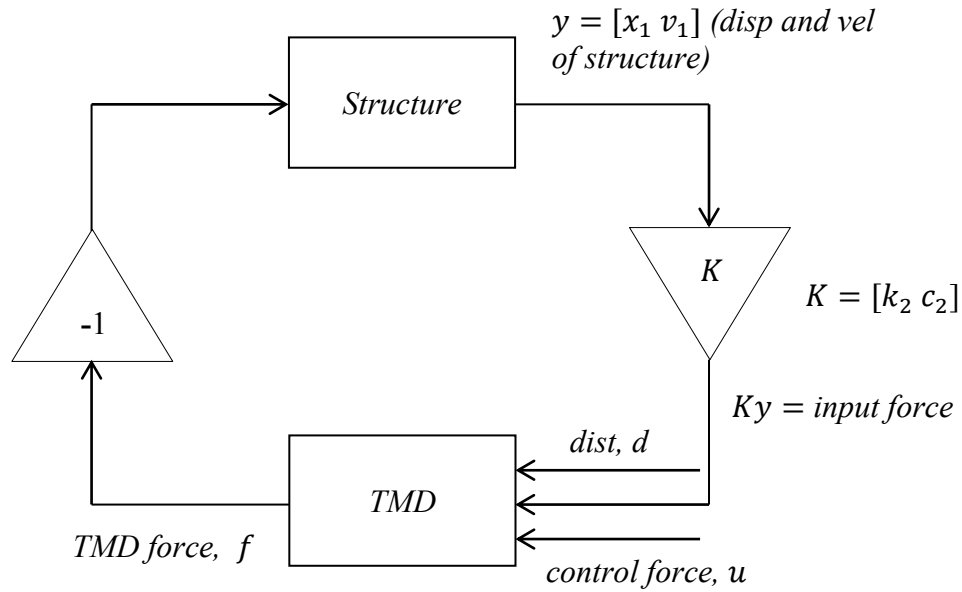 y = [x₁ v₁] (disp and vel
of structure)
Structure
K
K = [k₂ c₂]
-1
Ky = input force
dist, d
TMD
TMD force, f
control force, u